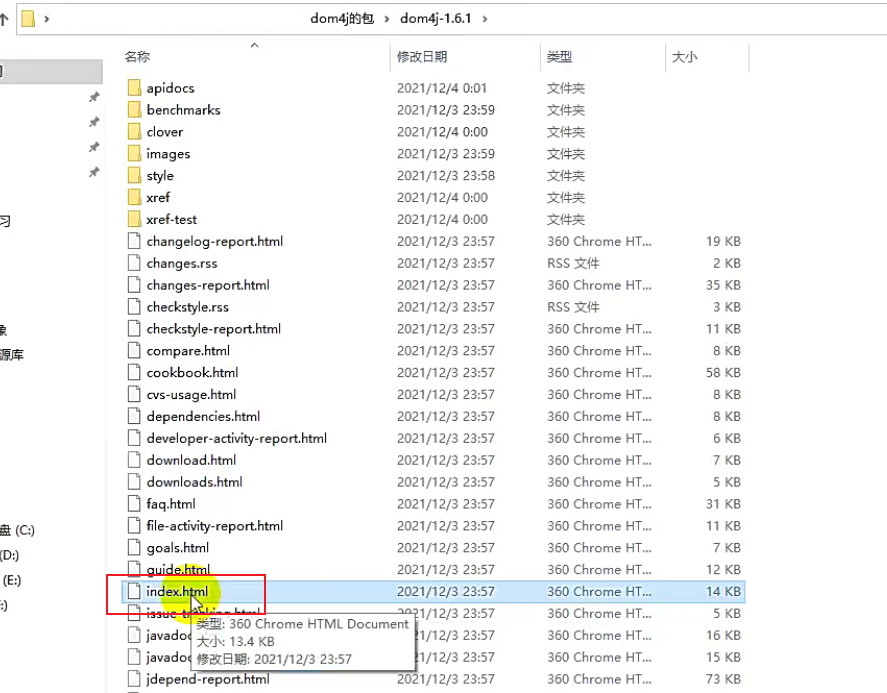 dom4j的包 › dom4j-1.6.1 ›
名称 修改日期 类型 大小
apidocs 2021/12/4 0:01 文件夹
benchmarks 2021/12/3 23:59 文件夹
clover 2021/12/4 0:00 文件夹
images 2021/12/3 23:59 文件夹
style 2021/12/3 23:58 文件夹
xref 2021/12/4 0:00 文件夹
xref-test 2021/12/4 0:00 文件夹
习
changelog-report.html 2021/12/3 23:57 360 Chrome HT... 19 KB
changes.rss 2021/12/3 23:57 RSS 文件 2 KB
changes-report.html 2021/12/3 23:57 360 Chrome HT... 35 KB
checkstyle.rss 2021/12/3 23:57 RSS 文件 3 KB
象
checkstyle-report.html 2021/12/3 23:57 360 Chrome HT... 11 KB
源库
compare.html 2021/12/3 23:57 360 Chrome HT... 8 KB
cookbook.html 2021/12/3 23:57 360 Chrome HT... 58 KB
cvs-usage.html 2021/12/3 23:57 360 Chrome HT... 8 KB
dependencies.html 2021/12/3 23:57 360 Chrome HT... 8 KB
developer-activity-report.html 2021/12/3 23:57 360 Chrome HT... 6 KB
download.html 2021/12/3 23:57 360 Chrome HT... 7 KB
downloads.html 2021/12/3 23:57 360 Chrome HT... 5 KB
faq.html 2021/12/3 23:57 360 Chrome HT... 31 KB
盘 (C:)
file-activity-report.html 2021/12/3 23:57 360 Chrome HT... 11 KB
(D:)
goals.html 2021/12/3 23:57 360 Chrome HT... 7 KB
(E:)
guide.html 2021/12/3 23:57 360 Chrome HT... 12 KB
index.html 2021/12/3 23:57 360 Chrome HT... 14 KB
issue-tracking.html 2021/12/3 23:57 360 Chrome HT... 5 KB
类型: 360 Chrome HTML Document
大小: 13.4 KB
修改日期: 2021/12/3 23:57
javadoc 23:57 360 Chrome HT... 16 KB
javadoc 23:57 360 Chrome HT... 15 KB
jdepend-report.html 2021/12/3 23:57 360 Chrome HT... 73 KB